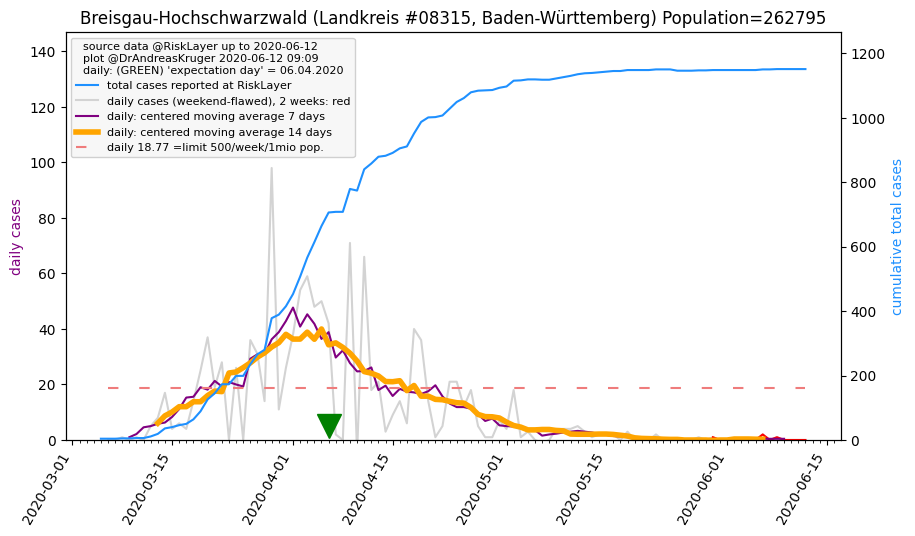 Breisgau-Hochschwarzwald (Landkreis #08315, Baden-Württemberg) Population=262795
source data @RiskLayer up to 2020-06-12
plot @DrAndreasKruger 2020-06-12 09:09
daily: (GREEN) 'expectation day' = 06.04.2020
total cases reported at RiskLayer
daily cases (weekend-flawed), 2 weeks: red
daily: centered moving average 7 days
daily: centered moving average 14 days
daily 18.77 =limit 500/week/1mio pop.
daily cases
140
120
100
80
60
40
20
0
1200
1000
800
600
400
200
0
cumulative total cases
2020-03-01
2020-03-15
2020-04-01
2020-04-15
2020-05-01
2020-05-15
2020-06-01
2020-06-15